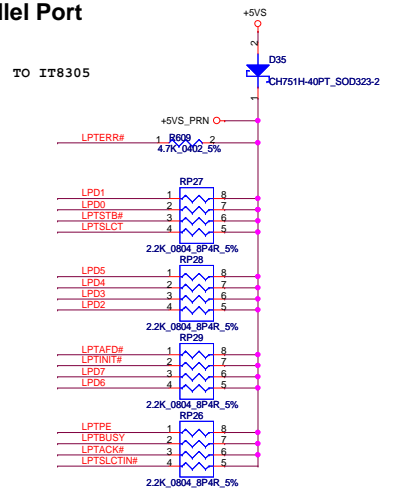 llel Port
+5VS
2
D35
CH751H-40PT_SOD323-2
TO IT8305
1
+5VS_PRN
LPTERR# 1 R609 2
4.7K_0402_5%
RP27
LPD1 1 8
LPD0 2 7
LPTSTB# 3 6
LPTSLCT 4 5
2.2K_0804_8P4R_5%
RP28
LPD5 1 8
LPD4 2 7
LPD3 3 6
LPD2 4 5
2.2K_0804_8P4R_5%
RP29
LPTAFD# 1 8
LPTINIT# 2 7
LPD7 3 6
LPD6 4 5
2.2K_0804_8P4R_5%
RP26
LPTPE 1 8
LPTBUSY 2 7
LPTACK# 3 6
LPTSLCTIN# 4 5
2.2K_0804_8P4R_5%